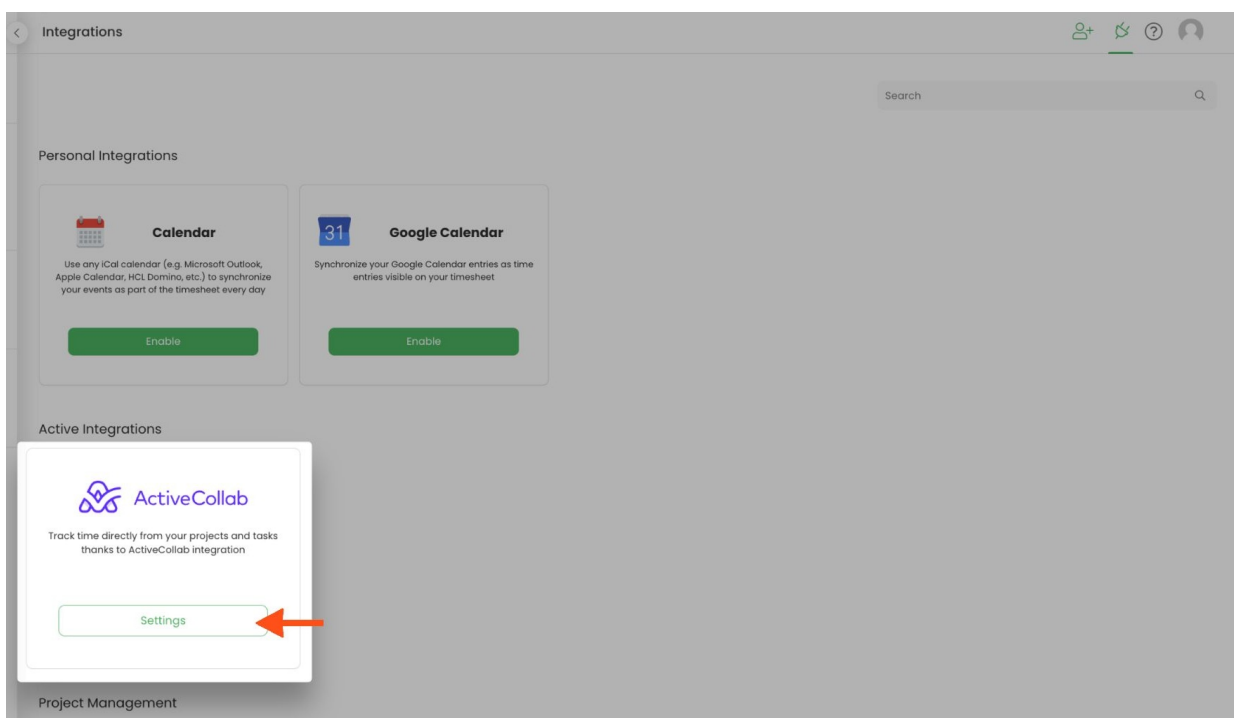 Integrations
?
Search
Personal Integrations
Calendar
Use any iCal calendar (e.g. Microsoft Outlook,
Apple Calendar, HCL Domino, etc.) to synchronize
your events as part of the timesheet every day
Enable
31
Google Calendar
Synchronize your Google Calendar entries as time
entries visible on your timesheet
Enable
Active Integrations
ActiveCollab
Track time directly from your projects and tasks
thanks to ActiveCollab integration
Settings
Project Management